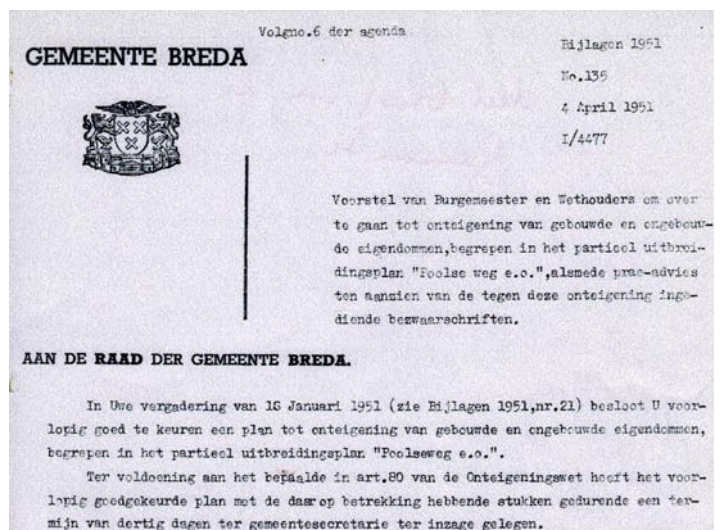 Volgno.6 der agenda
GEMEENTE BREDA
Bijlagen 1951
No.135
4 April 1951
I/4477
Voorstel van Burgemeester en Wethouders om over
te gaan tot onteigening van gebouwde en ongebouw-
de eigendommen,begrepen in het partieel uitbrei-
dingsplan "Poolse weg e.o.",alsmede prae-advies
ten aanzien van de tegen deze onteigening inge-
diende bezwaarschriften.
AAN DE RAAD DER GEMEENTE BREDA.
In Uwe vergadering van 16 Januari 1951 (zie Bijlagen 1951,nr.21) besloot U voor-
lopig goed te keuren een plan tot onteigening van gebouwde en ongebouwde eigendommen,
begrepen in het partieel uitbreidingsplan "Poolseweg e.o.".
Ter voldoening aan het bepaalde in art.80 van de Onteigeningswet heeft het voor-
lopig goedgekeurde plan met de daarop betrekking hebbende stukken gedurende een ter-
mijn van dertig dagen ter gemeentesecretarie ter inzage gelegen.